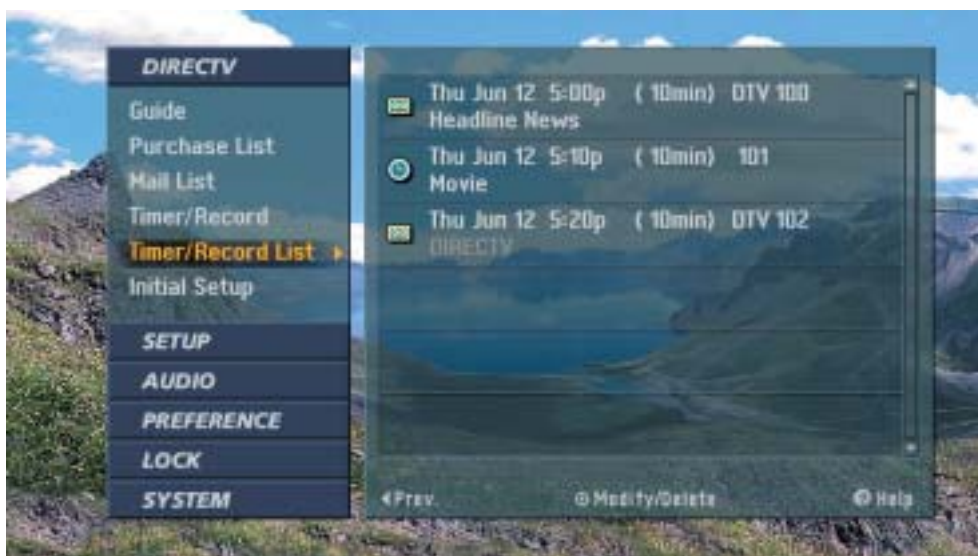 DIRECTV
Guide
Purchase List
Mail List
Timer/Record
Timer/Record List
Initial Setup
SETUP
AUDIO
PREFERENCE
LOCK
SYSTEM
Thu Jun 12 5:00p ( 10min) DTV 100
Headline News
Thu Jun 12 5:10p ( 10min) 101
Movie
Thu Jun 12 5:20p ( 10min) DTV 102
DIRECTV
Prev. Modify/Delete Help